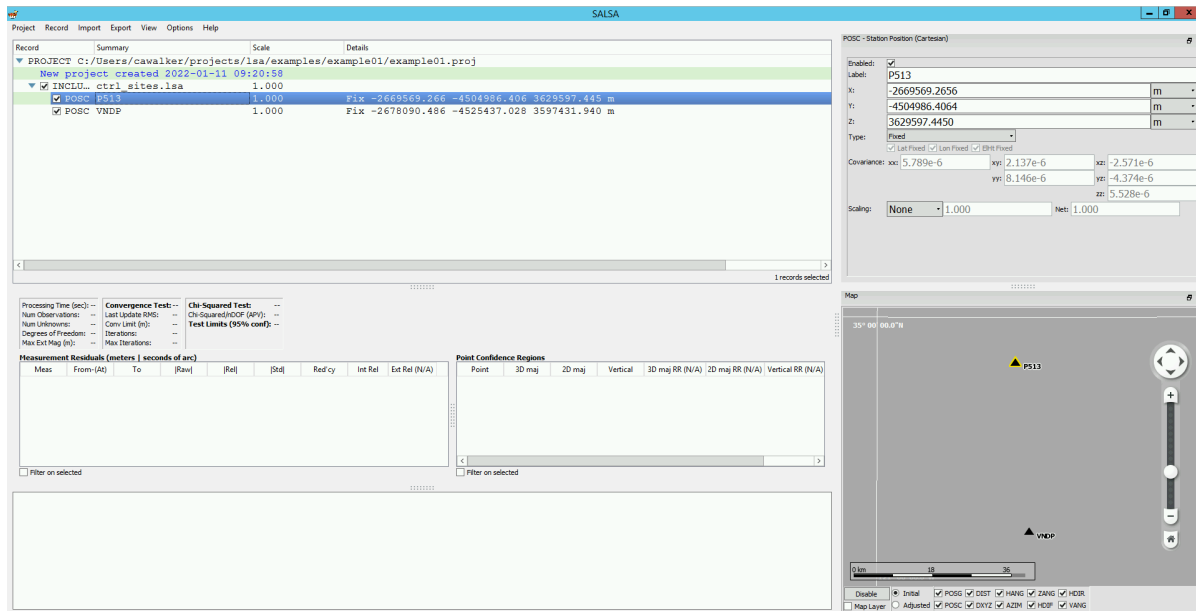 SALSA
Project Record Import Export View Options Help
Record Summary Scale Details
PROJECT C:/Users/cawalker/projects/lsa/examples/example01/example01.proj
New project created 2022-01-11 09:20:58
INCLU… ctrl_sites.lsa 1.000
POSC P513 1.000 Fix -2669569.266 -4504986.406 3629597.445 m
POSC VNDP 1.000 Fix -2678090.486 -4525437.028 3597431.940 m
1 records selected
Processing Time (sec): -- Convergence Test: -- Chi-Squared Test: --
Num Observations: -- Last Update RMS: -- Chi-Squared/nDOF (APV): --
Num Unknowns: -- Conv Limit (m): -- Test Limits (95% conf): --
Degrees of Freedom: -- Iterations: --
Max Ext Mag (m): -- Max Iterations: --
Measurement Residuals (meters | seconds of arc)
Meas From-(At) To |Raw| |Rel| |Std| Red'cy Int Rel Ext Rel (N/A)
Filter on selected
Point Confidence Regions
Point 3D maj 2D maj Vertical 3D maj RR (N/A) 2D maj RR (N/A) Vertical RR (N/A)
Filter on selected
POSC - Station Position (Cartesian)
Enabled:
Label: P513
X: -2669569.2656 m
Y: -4504986.4064 m
Z: 3629597.4450 m
Type: Fixed
Lat Fixed Lon Fixed ElHt Fixed
Covariance: xx: 5.789e-6 xy: 2.137e-6 xz: -2.571e-6
yy: 8.146e-6 yz: -4.374e-6
zz: 5.528e-6
Scaling: None 1.000 Net: 1.000
Map
35° 00' 00.0"N
P513
VNDP
0 km 18 36
Disable Initial POSG DIST HANG ZANG HDIR
Map Layer Adjusted POSC DXYZ AZIM HDIF VANG